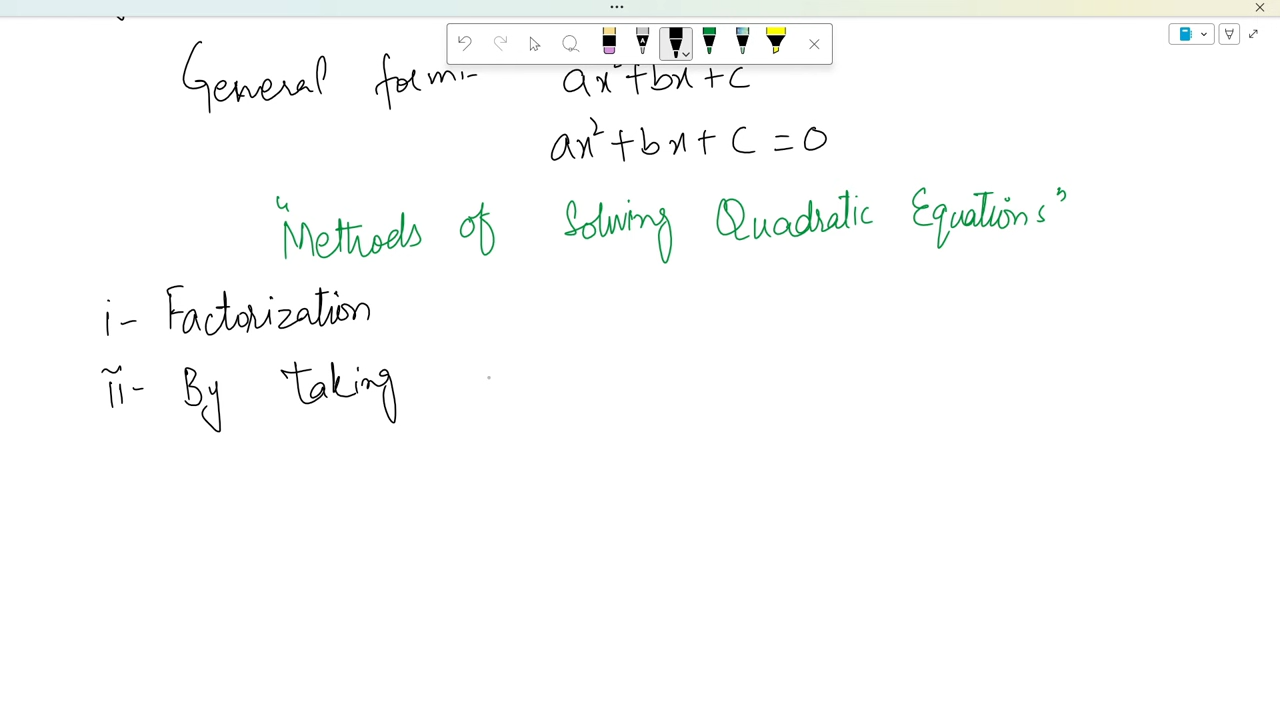 General form:-  ax²+bx+c
ax²+bx+c=0
"Methods of Solving Quadratic Equations"
i- Factorization
ii- By taking